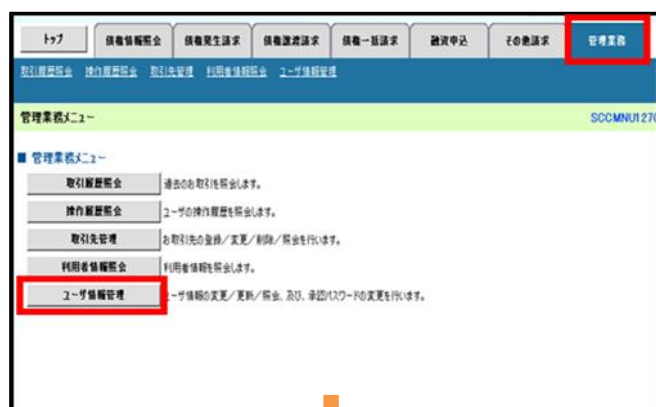 トップ 債権情報照会 債権発生請求 債権譲渡請求 債権一括請求 融資申込 その他請求 管理業務
取引履歴照会 操作履歴照会 取引先管理 利用者情報照会 ユーザ情報管理
管理業務メニュー SCCMNU1270
■ 管理業務メニュー
取引履歴照会 過去のお取引を照会します。
操作履歴照会 ユーザの操作履歴を照会します。
取引先管理 お取引先の登録/変更/削除/照会を行います。
利用者情報照会 利用者情報を照会します。
ユーザ情報管理 ユーザ情報の変更/更新/照会、及び、承認パスワードの変更を行います。